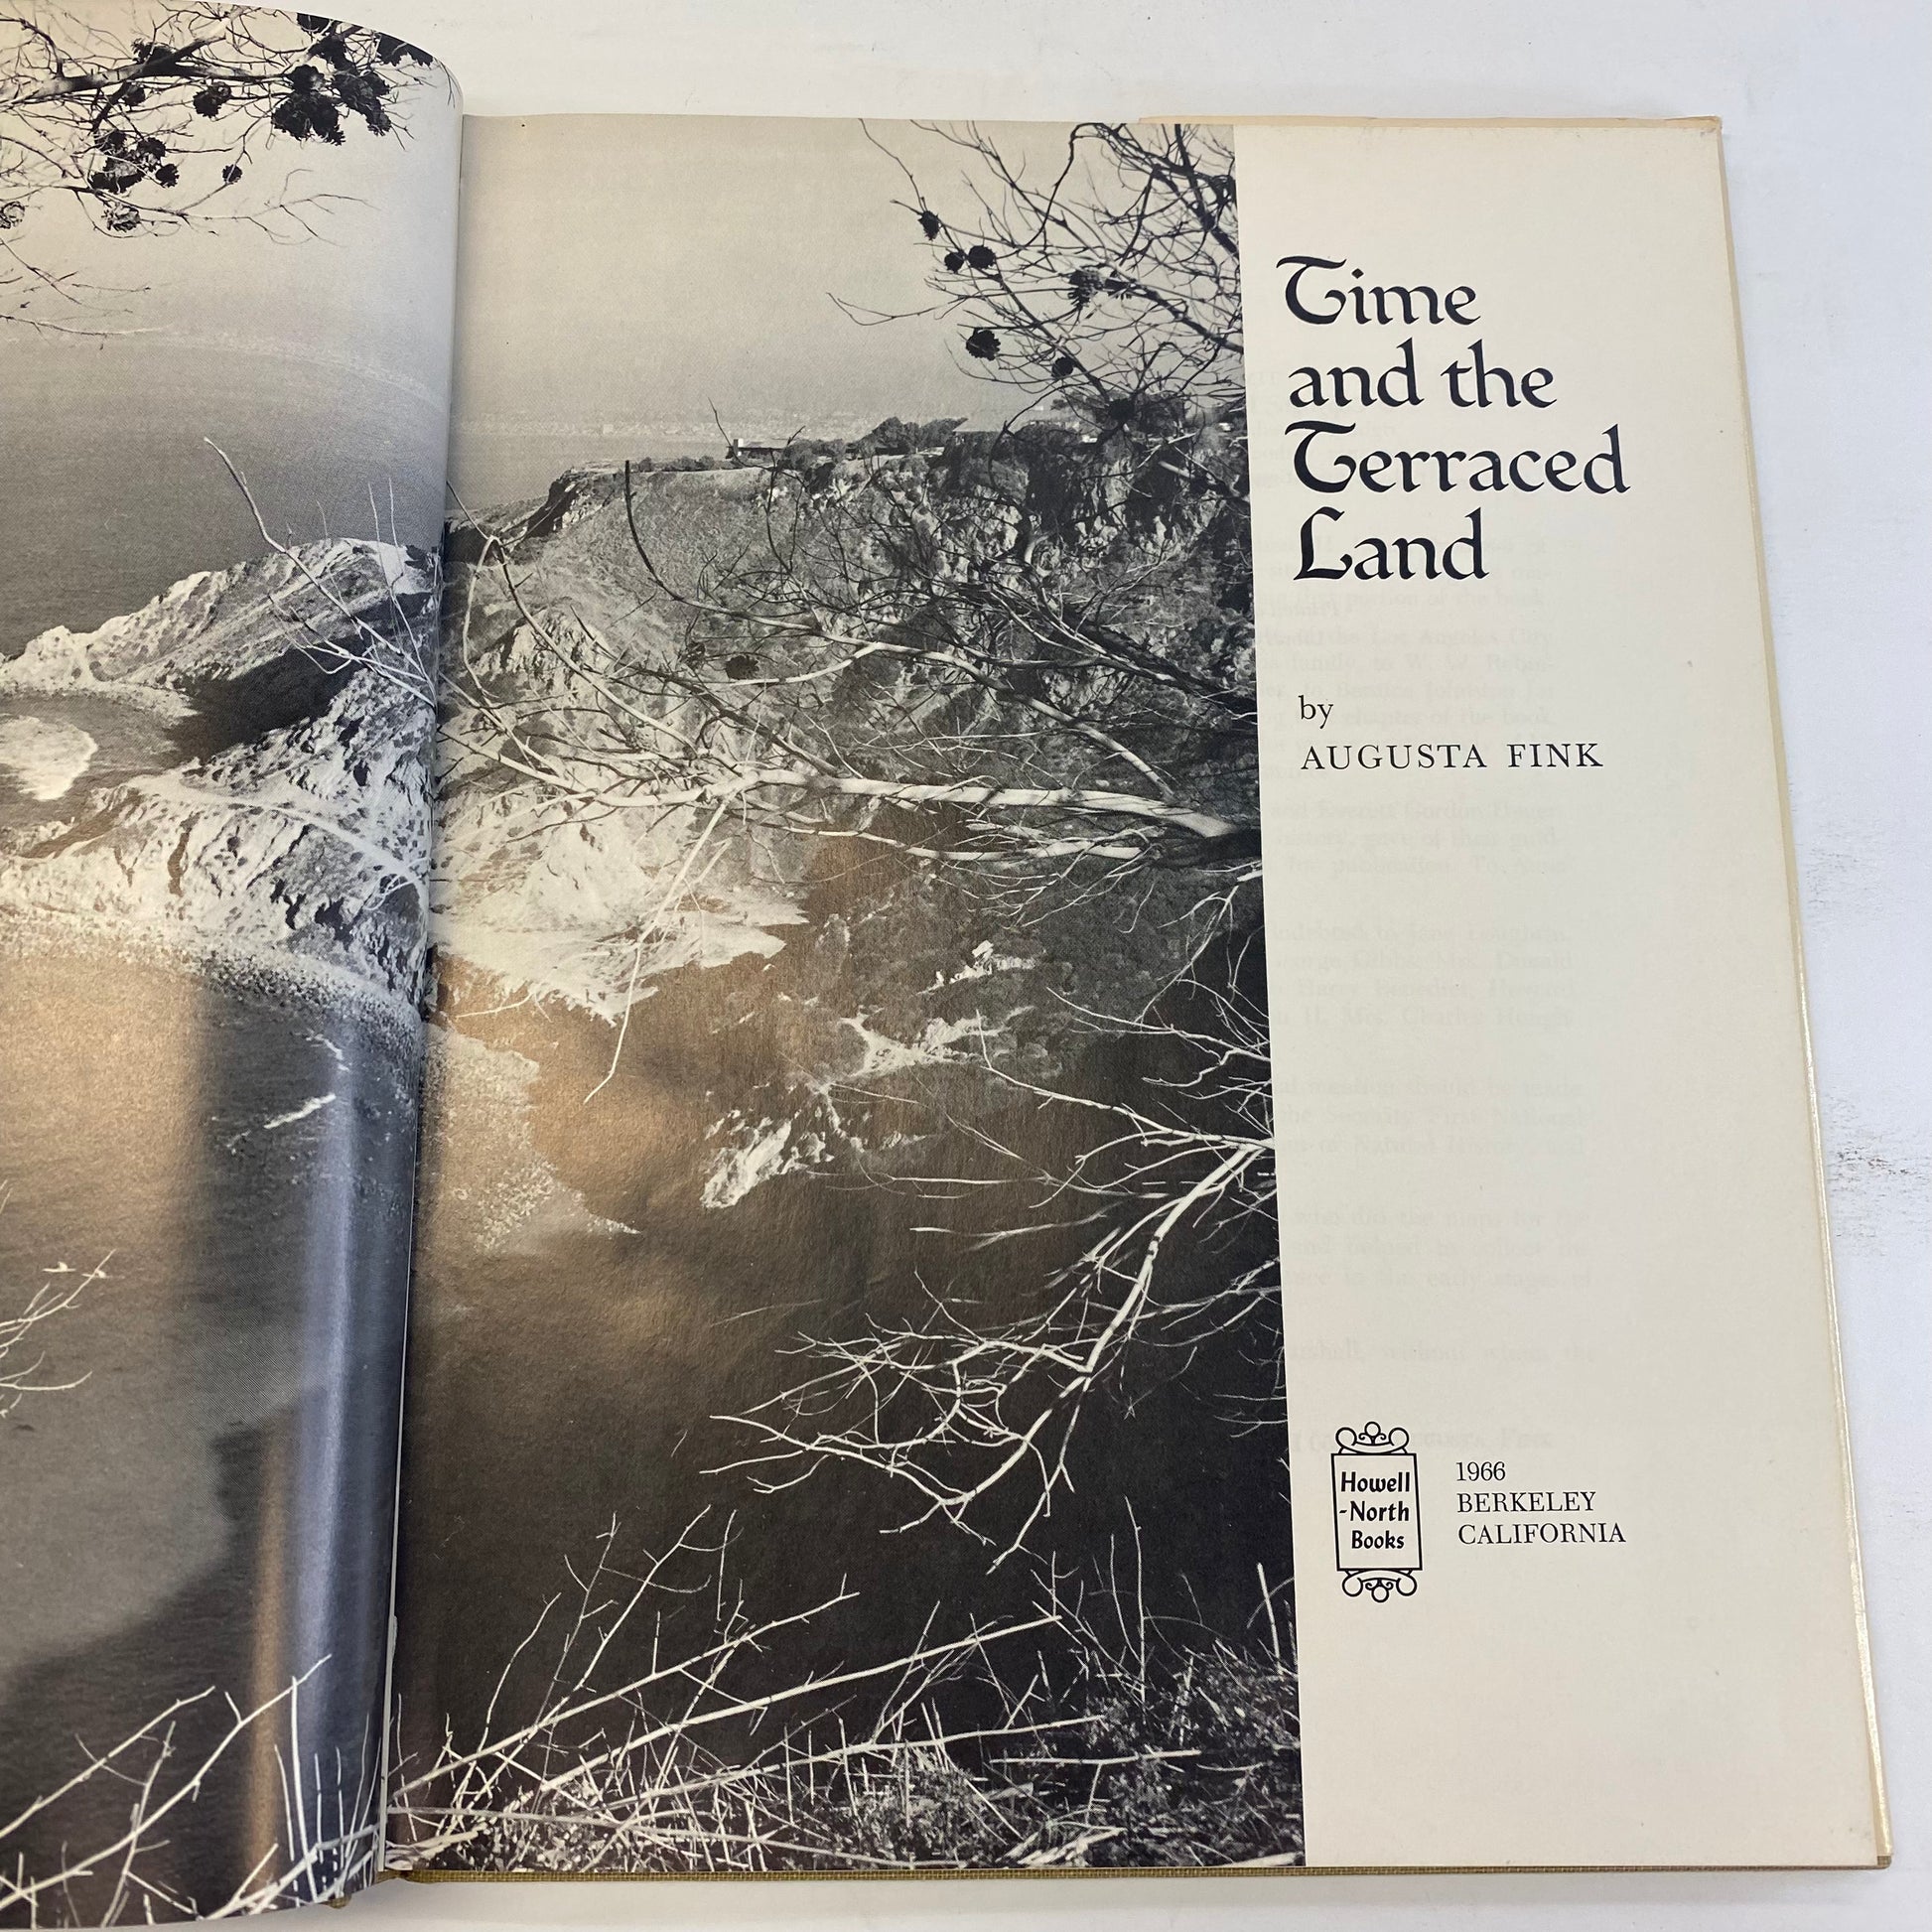 Time
and the
Terraced
Land
by
AUGUSTA FINK
Howell
-North
Books
1966
BERKELEY
CALIFORNIA